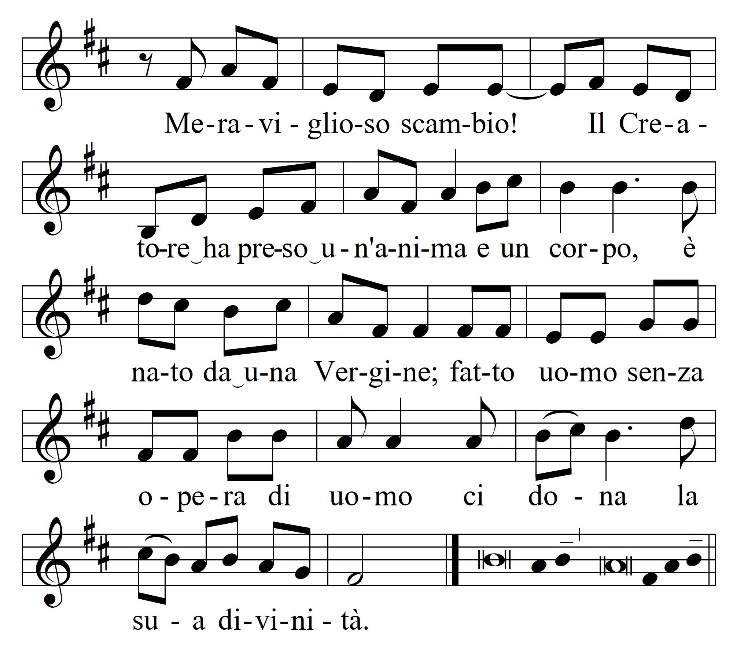 Me-ra-vi - glio-so scam-bio! Il Cre-a -
to-re‿ha pre-so‿u-n'a-ni-ma e un cor-po, è
na-to da‿u-na Ver-gi-ne; fat-to uo-mo sen-za
o - pe-ra di uo-mo ci do - na la
su - a di-vi-ni - tà.